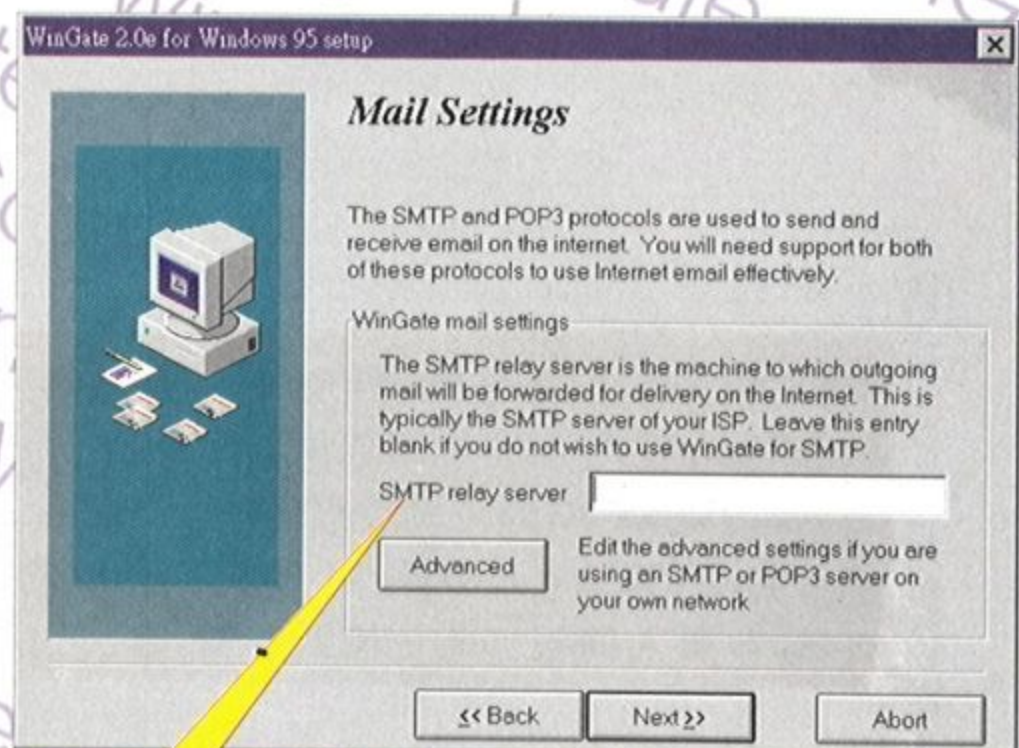 WinGate 2.0e for Windows 95 setup
Mail Settings
The SMTP and POP3 protocols are used to send and
receive email on the internet. You will need support for both
of these protocols to use Internet email effectively.
WinGate mail settings
The SMTP relay server is the machine to which outgoing
mail will be forwarded for delivery on the Internet. This is
typically the SMTP server of your ISP. Leave this entry
blank if you do not wish to use WinGate for SMTP.
SMTP relay server
Advanced
Edit the advanced settings if you are
using an SMTP or POP3 server on
your own network
<< Back
Next >>
Abort